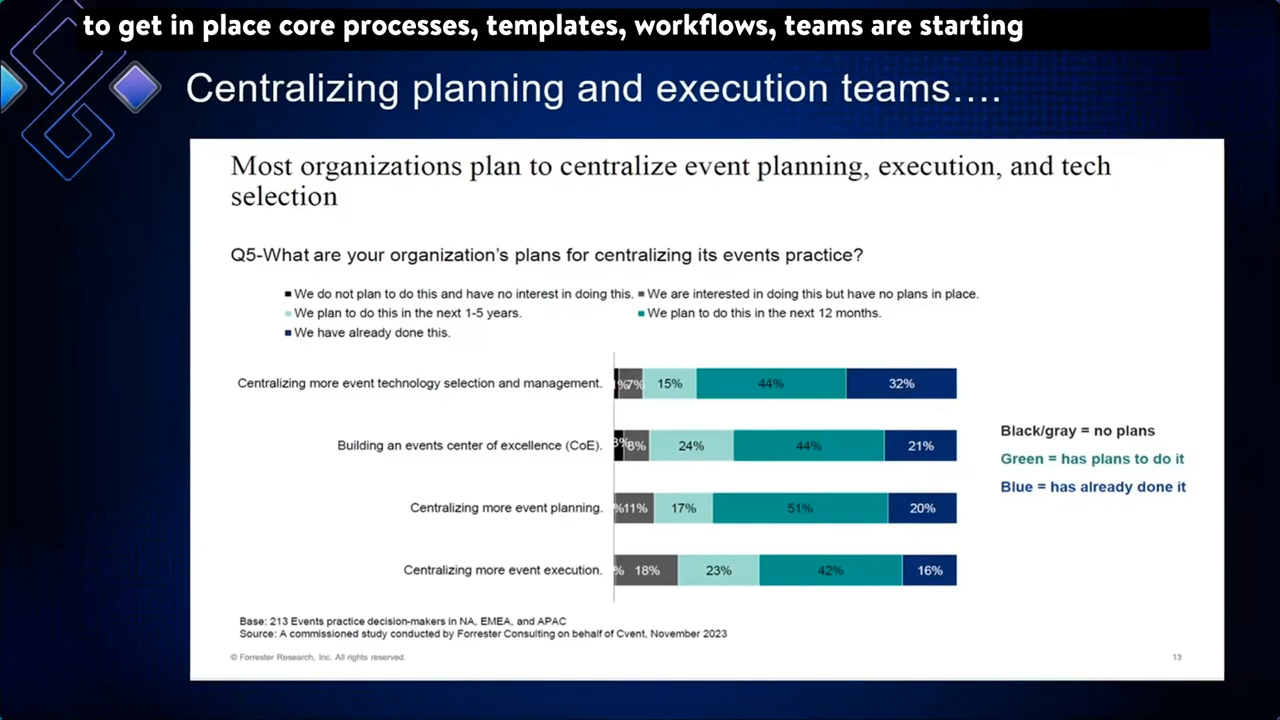 to get in place core processes, templates, workflows, teams are starting
Centralizing planning and execution teams....
Most organizations plan to centralize event planning, execution, and tech
selection
Q5-What are your organization's plans for centralizing its events practice?
■ We do not plan to do this and have no interest in doing this. ■ We are interested in doing this but have no plans in place.
■ We plan to do this in the next 1-5 years. ■ We plan to do this in the next 12 months.
■ We have already done this.
Centralizing more event technology selection and management. 7% 15% 44% 32%
Building an events center of excellence (CoE). 3% 8% 24% 44% 21%
Centralizing more event planning. 11% 17% 51% 20%
Centralizing more event execution. 18% 23% 42% 16%
Black/gray = no plans
Green = has plans to do it
Blue = has already done it
Base: 213 Events practice decision-makers in NA, EMEA, and APAC
Source: A commissioned study conducted by Forrester Consulting on behalf of Cvent, November 2023
© Forrester Research, Inc. All rights reserved. 13